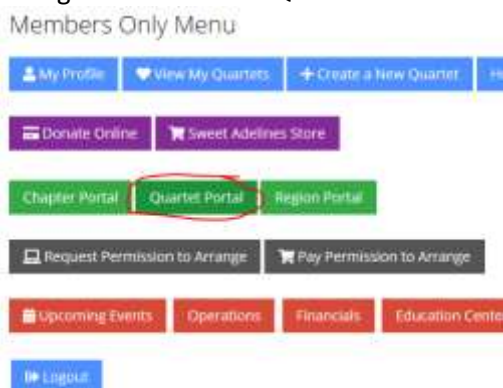 Members Only Menu
My Profile View My Quartets + Create a New Quartet
Donate Online Sweet Adelines Store
Chapter Portal Quartet Portal Region Portal
Request Permission to Arrange Pay Permission to Arrange
Upcoming Events Operations Financials Education Cente
Logout